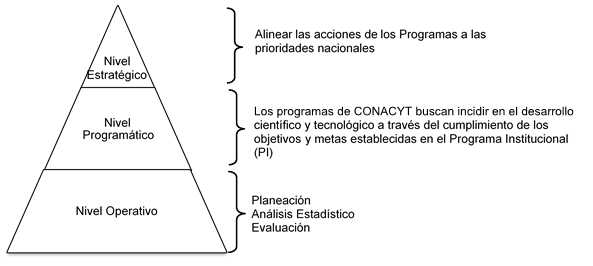 Nivel
Estratégico
Alinear las acciones de los Programas a las
prioridades nacionales
Nivel
Programático
Los programas de CONACYT buscan incidir en el desarrollo
científico y tecnológico a través del cumplimiento de los
objetivos y metas establecidas en el Programa Institucional
(PI)
Nivel Operativo
Planeación
Análisis Estadístico
Evaluación